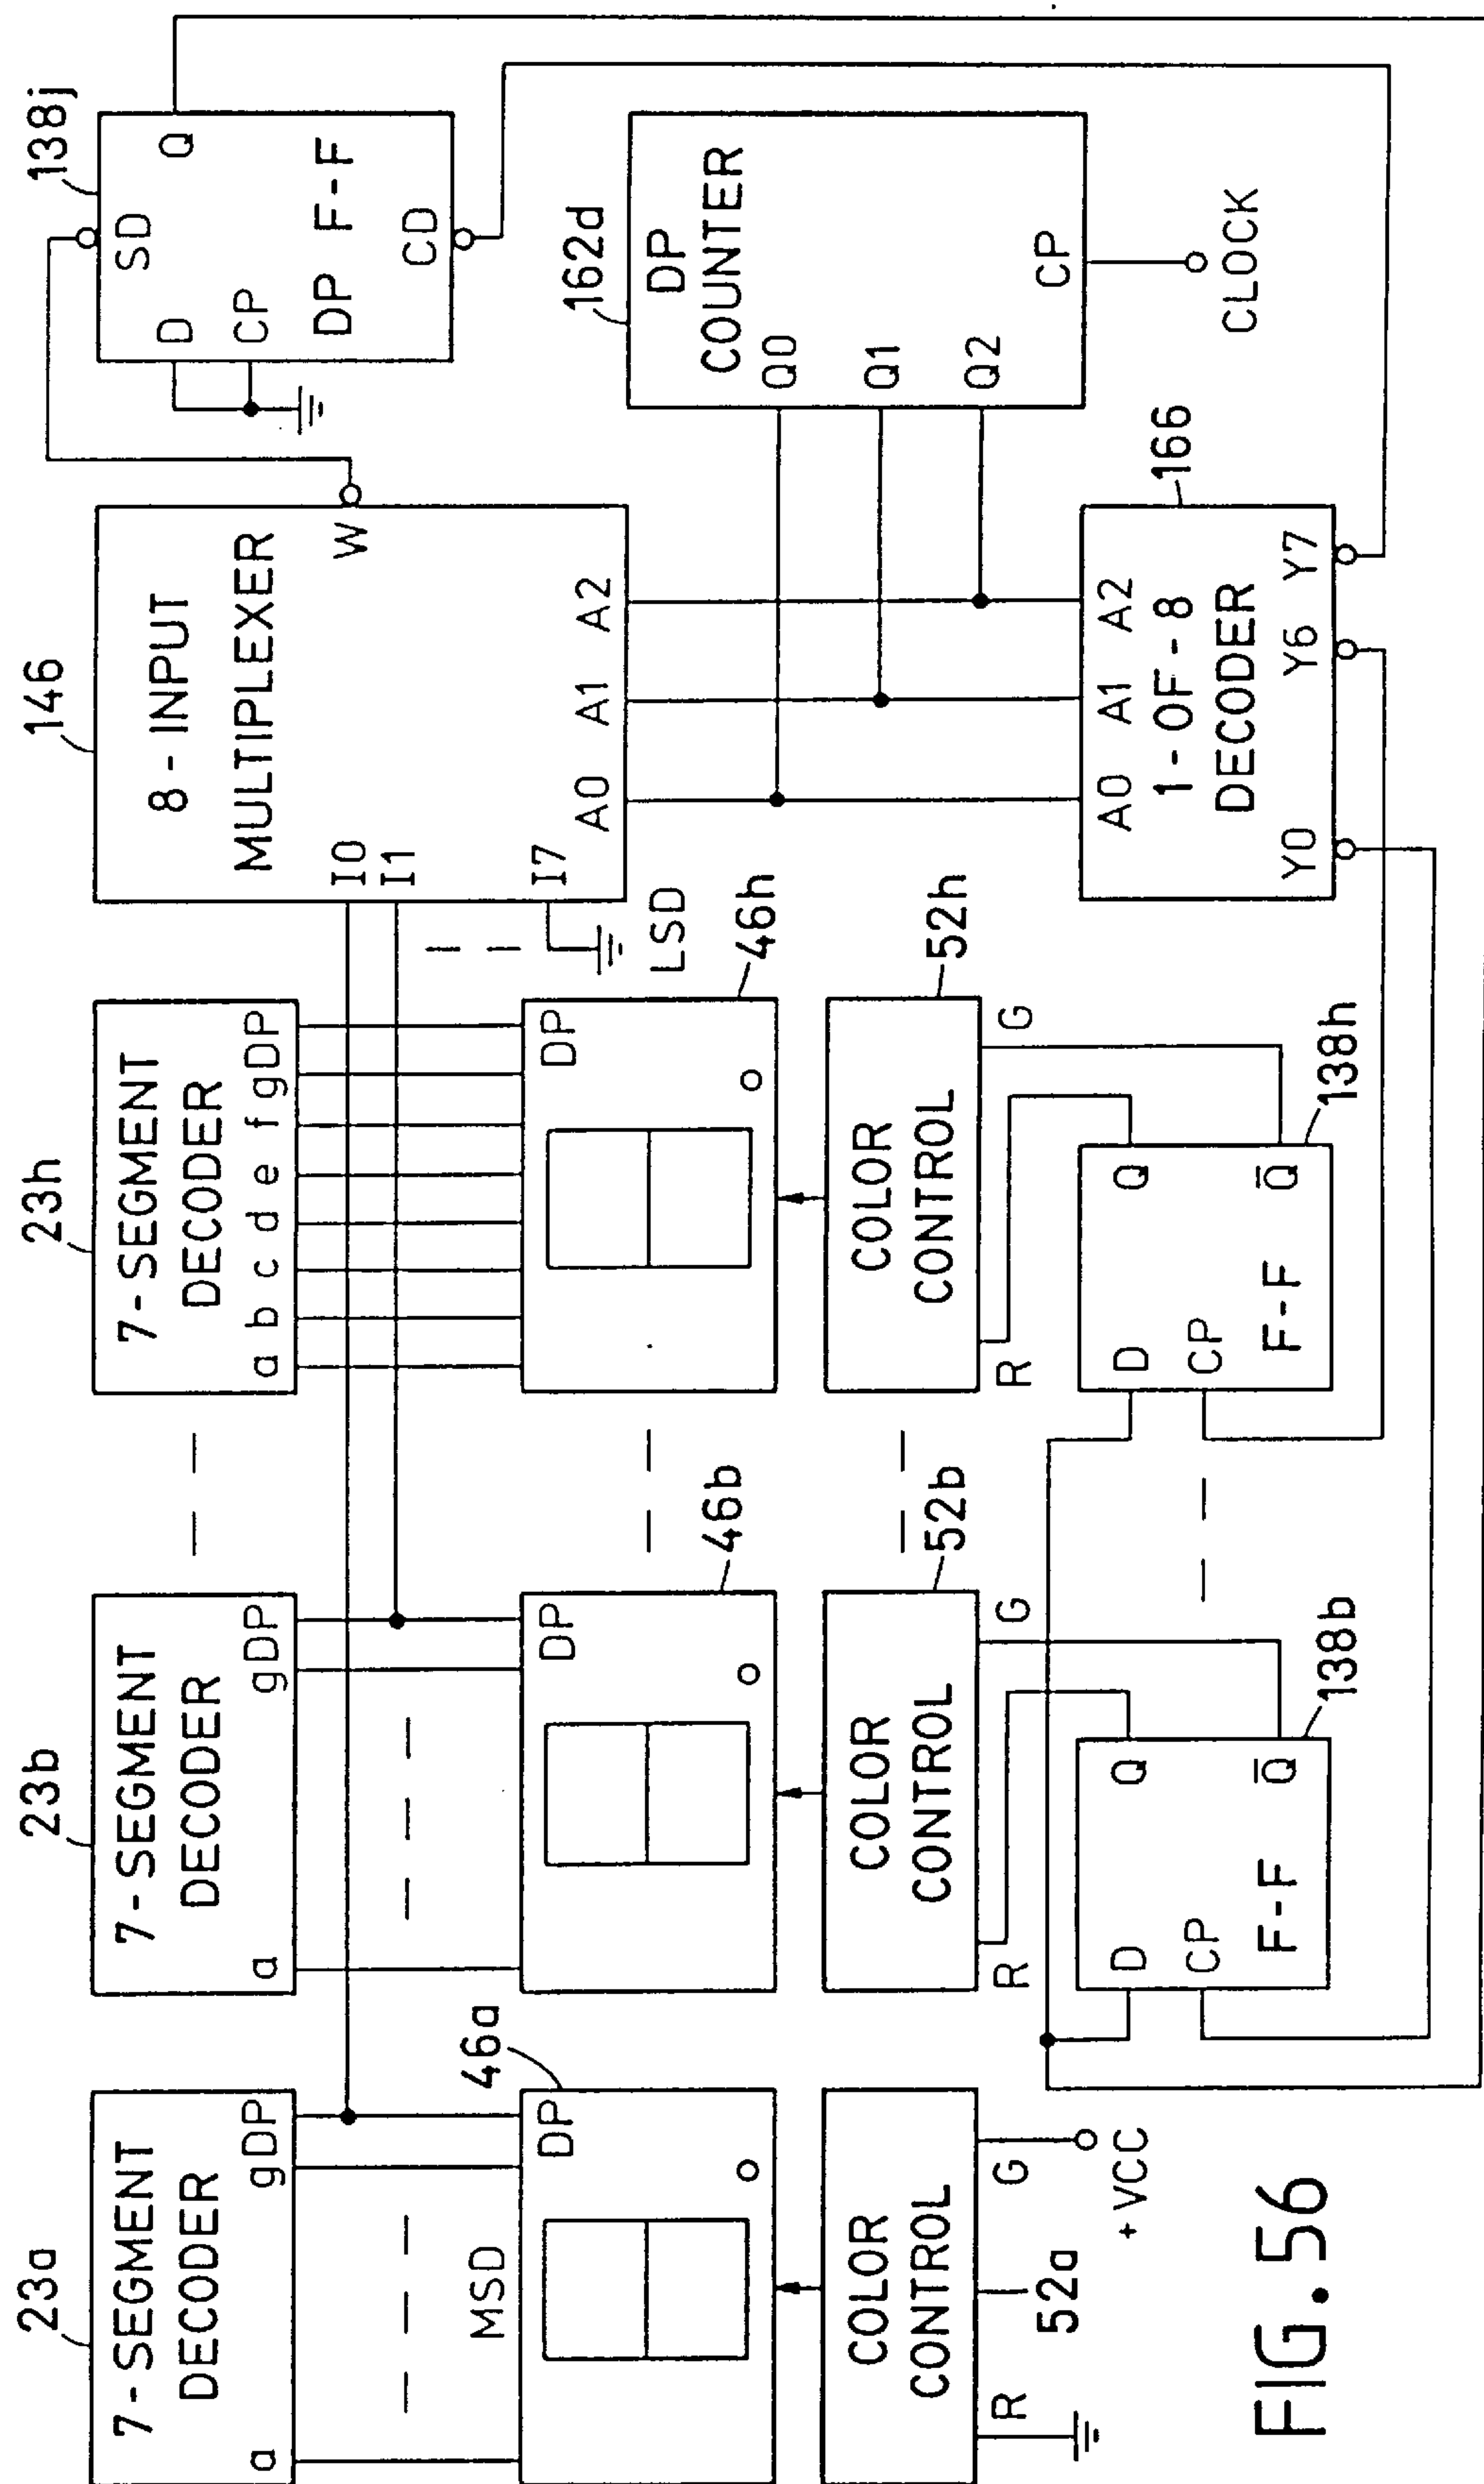 23a
7-SEGMENT
DECODER
a
gDP
MSD
46a
DP
COLOR
CONTROL
R
G
52a
+VCC
23b
7-SEGMENT
DECODER
a
gDP
DP
46b
COLOR
CONTROL
52b
R
G
D
Q
CP
F-F
Q̅
138b
23h
7-SEGMENT
DECODER
a b c d e f gDP
DP
46h
LSD
COLOR
CONTROL
52h
R
G
D
Q
CP
F-F
Q̅
138h
146
8-INPUT
MULTIPLEXER
I0
I1
W
I7
A0 A1 A2
A0 A1 A2
1-OF-8
DECODER
Y0 Y6 Y7
166
138j
SD
D
Q
CP
DP F-F
CD
162d
DP
COUNTER
Q0
Q1
Q2
CP
CLOCK
FIG. 56